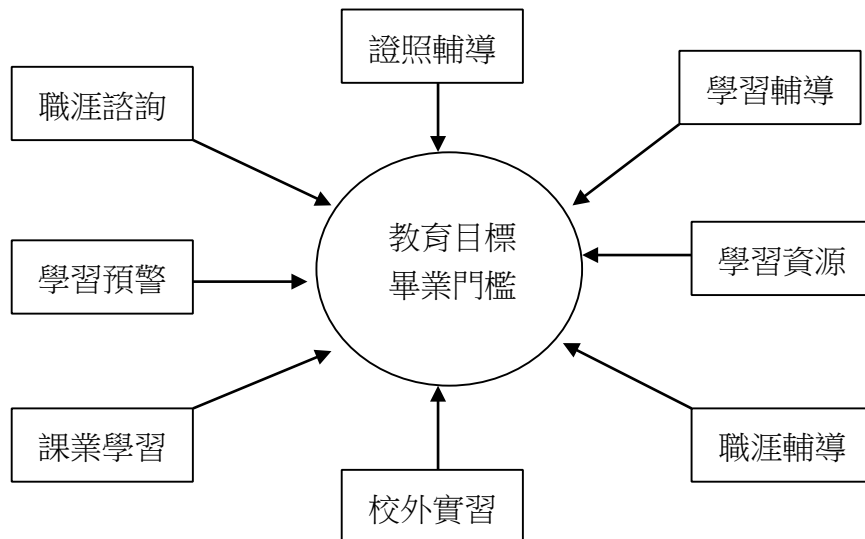 證照輔導
職涯諮詢
學習輔導
教育目標
畢業門檻
學習預警
學習資源
課業學習
職涯輔導
校外實習